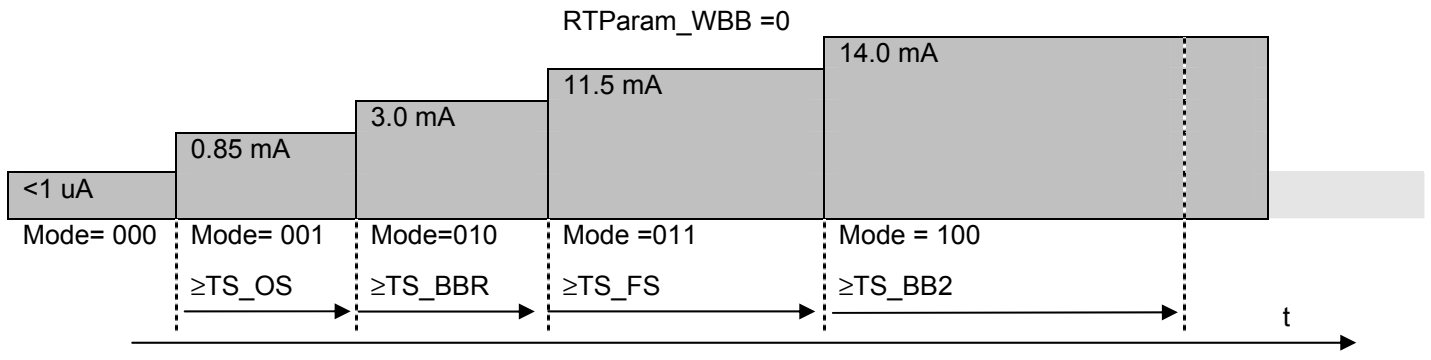 RTParam_WBB =0
14.0 mA
11.5 mA
3.0 mA
0.85 mA
<1 uA
Mode= 000 Mode= 001 Mode=010 Mode =011 Mode = 100
≥TS_OS ≥TS_BBR ≥TS_FS ≥TS_BB2
t